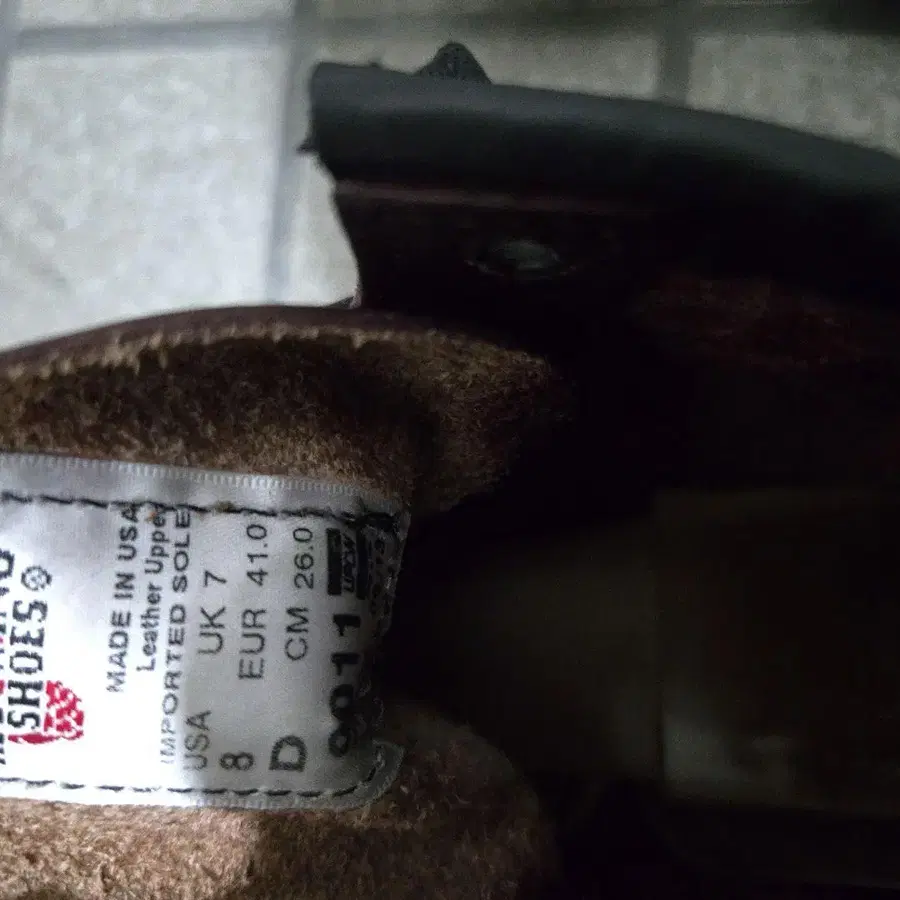 SHOES
MADE IN USA
Leather Upper
IMPORTED SOLE
USA UK 7
8 EUR 41.0
D CM 26.0
9011